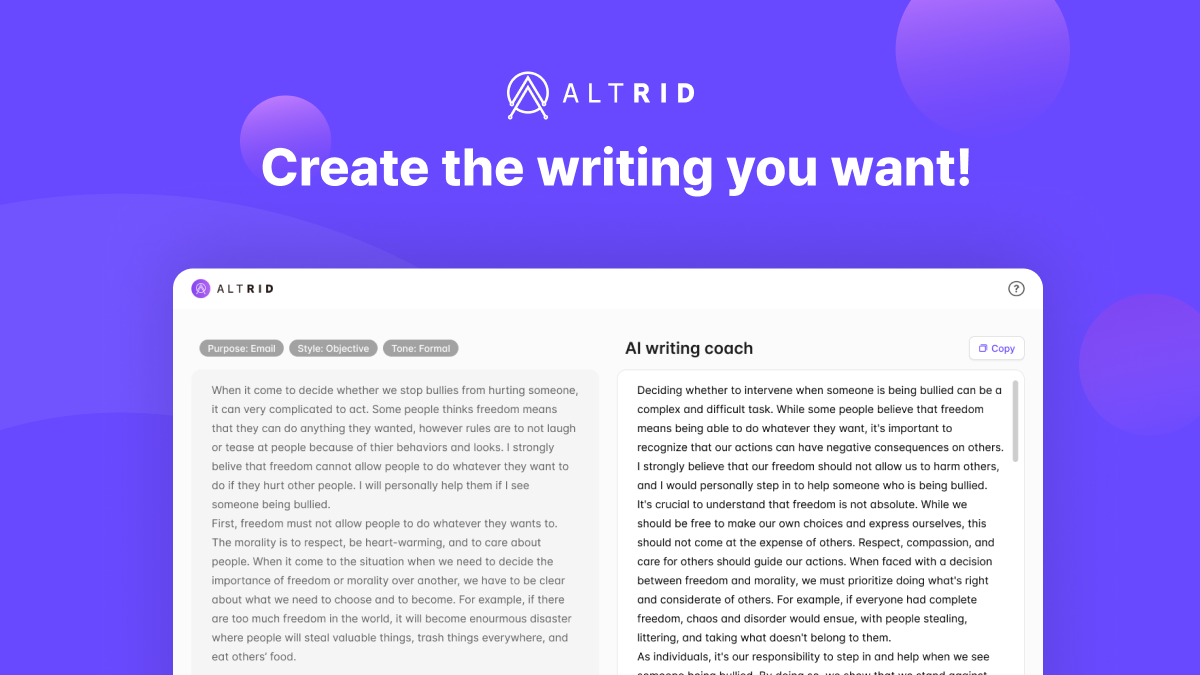 ALTRID
Create the writing you want!
ALTRID
?
Purpose: Email
Style: Objective
Tone: Formal
When it come to decide whether we stop bullies from hurting someone,
it can very complicated to act. Some people thinks freedom means
that they can do anything they wanted, however rules are to not laugh
or tease at people because of thier behaviors and looks. I strongly
belive that freedom cannot allow people to do whatever they want to
do if they hurt other people. I will personally help them if I see
someone being bullied.
First, freedom must not allow people to do whatever they wants to.
The morality is to respect, be heart-warming, and to care about
people. When it come to the situation when we need to decide the
importance of freedom or morality over another, we have to be clear
about what we need to choose and to become. For example, if there
are too much freedom in the world, it will become enourmous disaster
where people will steal valuable things, trash things everywhere, and
eat others' food.
AI writing coach
Copy
Deciding whether to intervene when someone is being bullied can be a
complex and difficult task. While some people believe that freedom
means being able to do whatever they want, it's important to
recognize that our actions can have negative consequences on others.
I strongly believe that our freedom should not allow us to harm others,
and I would personally step in to help someone who is being bullied.
It's crucial to understand that freedom is not absolute. While we
should be free to make our own choices and express ourselves, this
should not come at the expense of others. Respect, compassion, and
care for others should guide our actions. When faced with a decision
between freedom and morality, we must prioritize doing what's right
and considerate of others. For example, if everyone had complete
freedom, chaos and disorder would ensue, with people stealing,
littering, and taking what doesn't belong to them.
As individuals, it's our responsibility to step in and help when we see
someone being bullied. By doing so, we show that we stand against